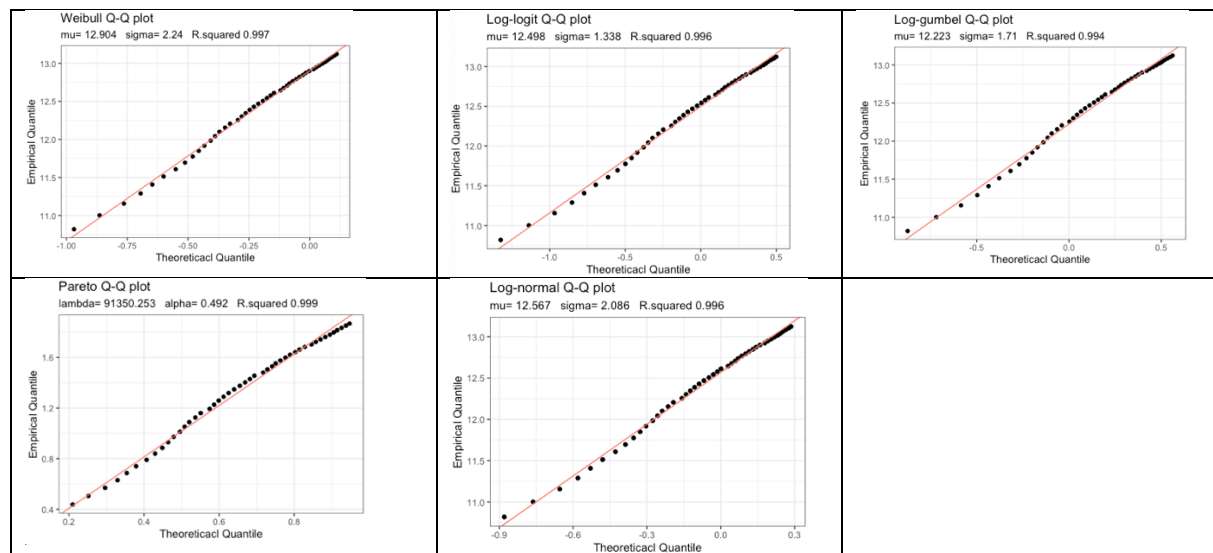 Weibull Q-Q plot
mu= 12.904 sigma= 2.24 R.squared 0.997
13.0
12.5
12.0
11.5
11.0
Empirical Quantile
-1.00 -0.75 -0.50 -0.25 0.00
Theoreticacl Quantile
Log-logit Q-Q plot
mu= 12.498 sigma= 1.338 R.squared 0.996
13.0
12.5
12.0
11.5
11.0
Empirical Quantile
-1.0 -0.5 0.0 0.5
Theoreticacl Quantile
Log-gumbel Q-Q plot
mu= 12.223 sigma= 1.71 R.squared 0.994
13.0
12.5
12.0
11.5
11.0
Empirical Quantile
-0.5 0.0 0.5
Theoreticacl Quantile
Pareto Q-Q plot
lambda= 91350.253 alpha= 0.492 R.squared 0.999
1.6
1.2
0.8
0.4
Empirical Quantile
0.2 0.4 0.6 0.8
Theoreticacl Quantile
Log-normal Q-Q plot
mu= 12.567 sigma= 2.086 R.squared 0.996
13.0
12.5
12.0
11.5
11.0
Empirical Quantile
-0.9 -0.6 -0.3 0.0 0.3
Theoreticacl Quantile